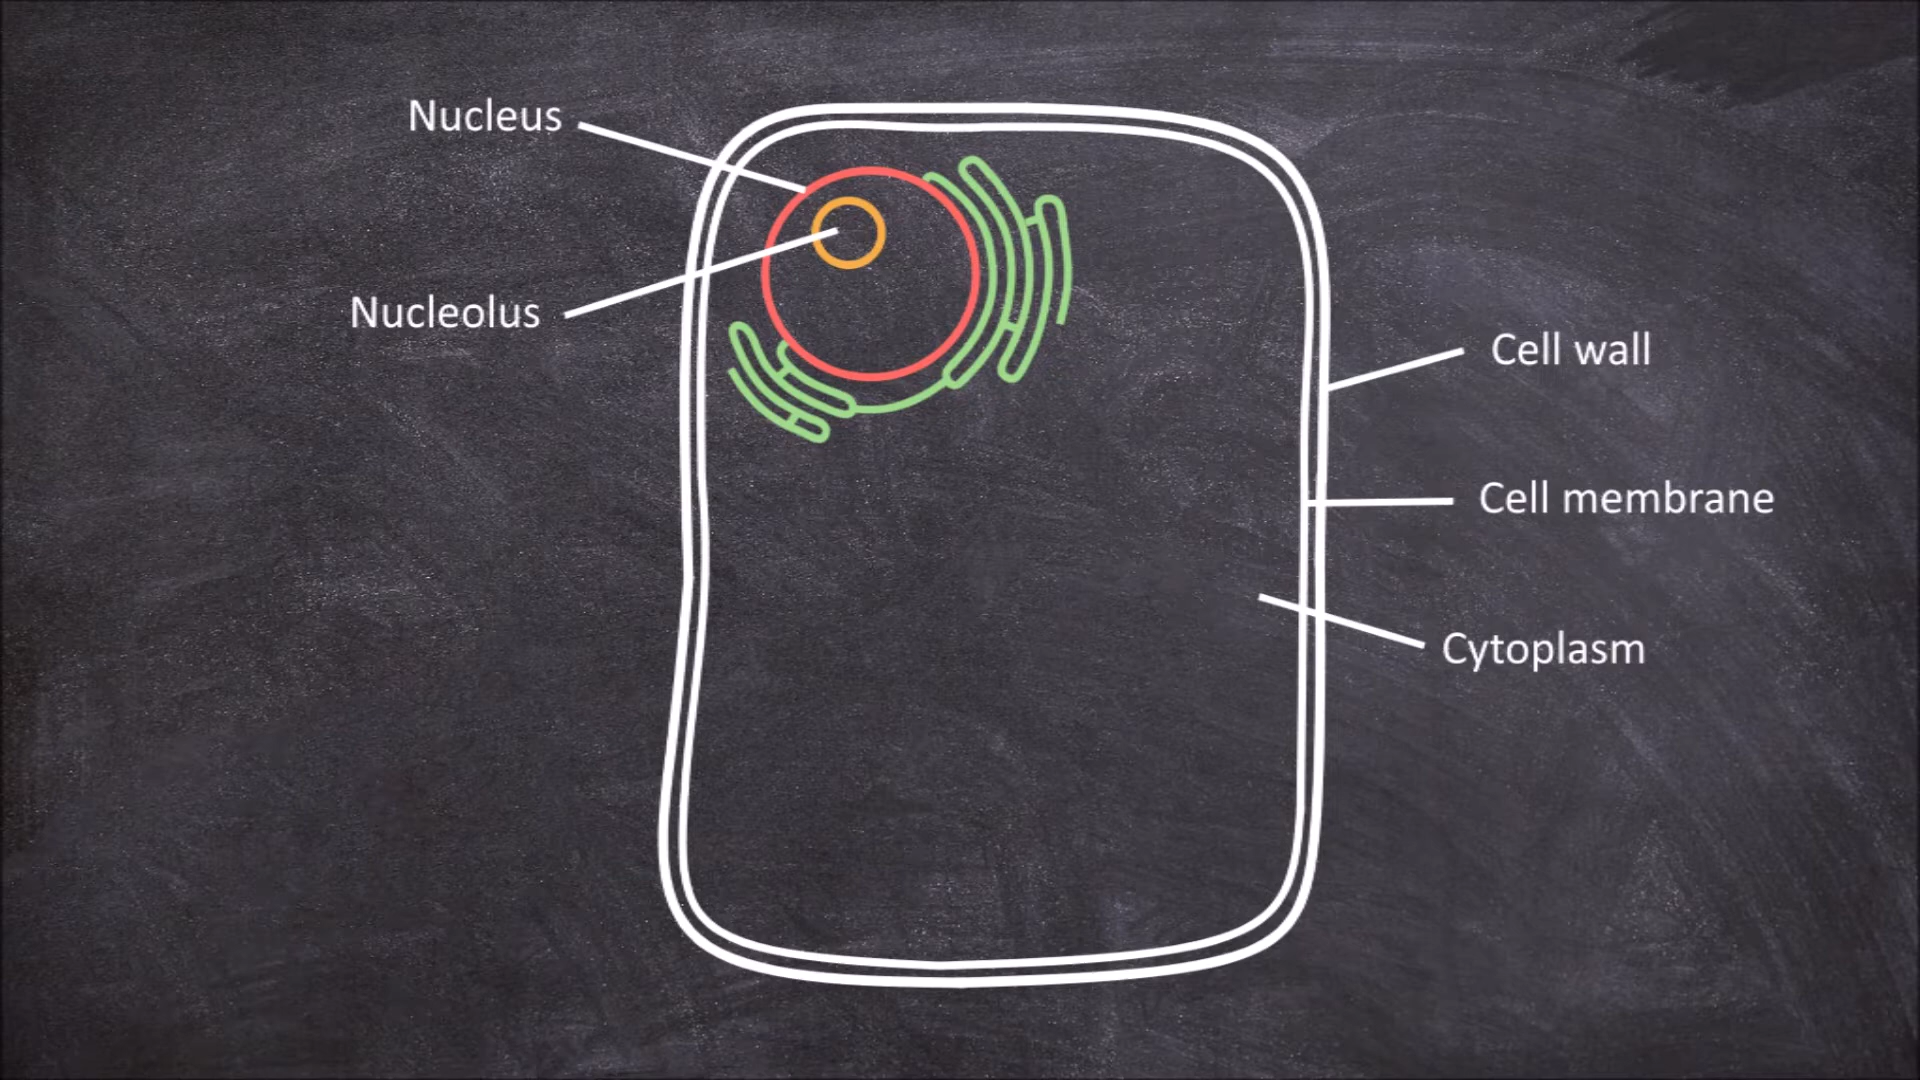 Nucleus
Nucleolus
Cell wall
Cell membrane
Cytoplasm